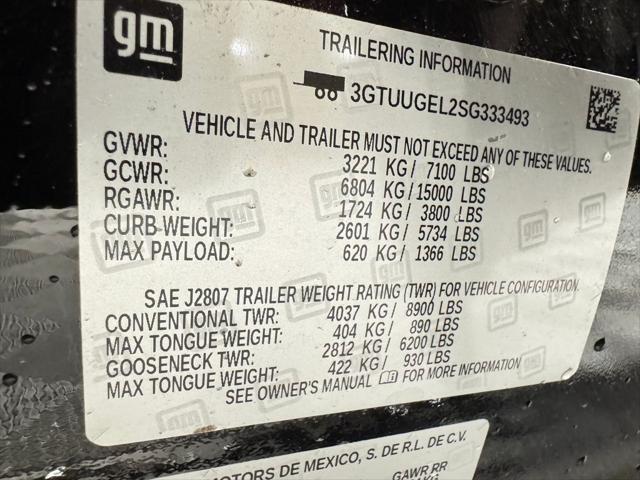 gm
TRAILERING INFORMATION
3GTUUGEL2SG333493
VEHICLE AND TRAILER MUST NOT EXCEED ANY OF THESE VALUES.
GVWR: 3221 KG/ 7100 LBS
GCWR: 6804 KG/15000 LBS
RGAWR: 1724 KG/ 3800 LBS
CURB WEIGHT: 2601 KG/ 5734 LBS
MAX PAYLOAD: 620 KG/ 1366 LBS
SAE J2807 TRAILER WEIGHT RATING (TWR) FOR VEHICLE CONFIGURATION.
CONVENTIONAL TWR: 4037 KG/ 8900 LBS
MAX TONGUE WEIGHT: 404 KG/ 890 LBS
GOOSENECK TWR: 2812 KG/ 6200 LBS
MAX TONGUE WEIGHT: 422 KG/ 930 LBS
SEE OWNER'S MANUAL FOR MORE INFORMATION
MOTORS DE MEXICO, S. DE R.L. DE C.V.
GAWR RR